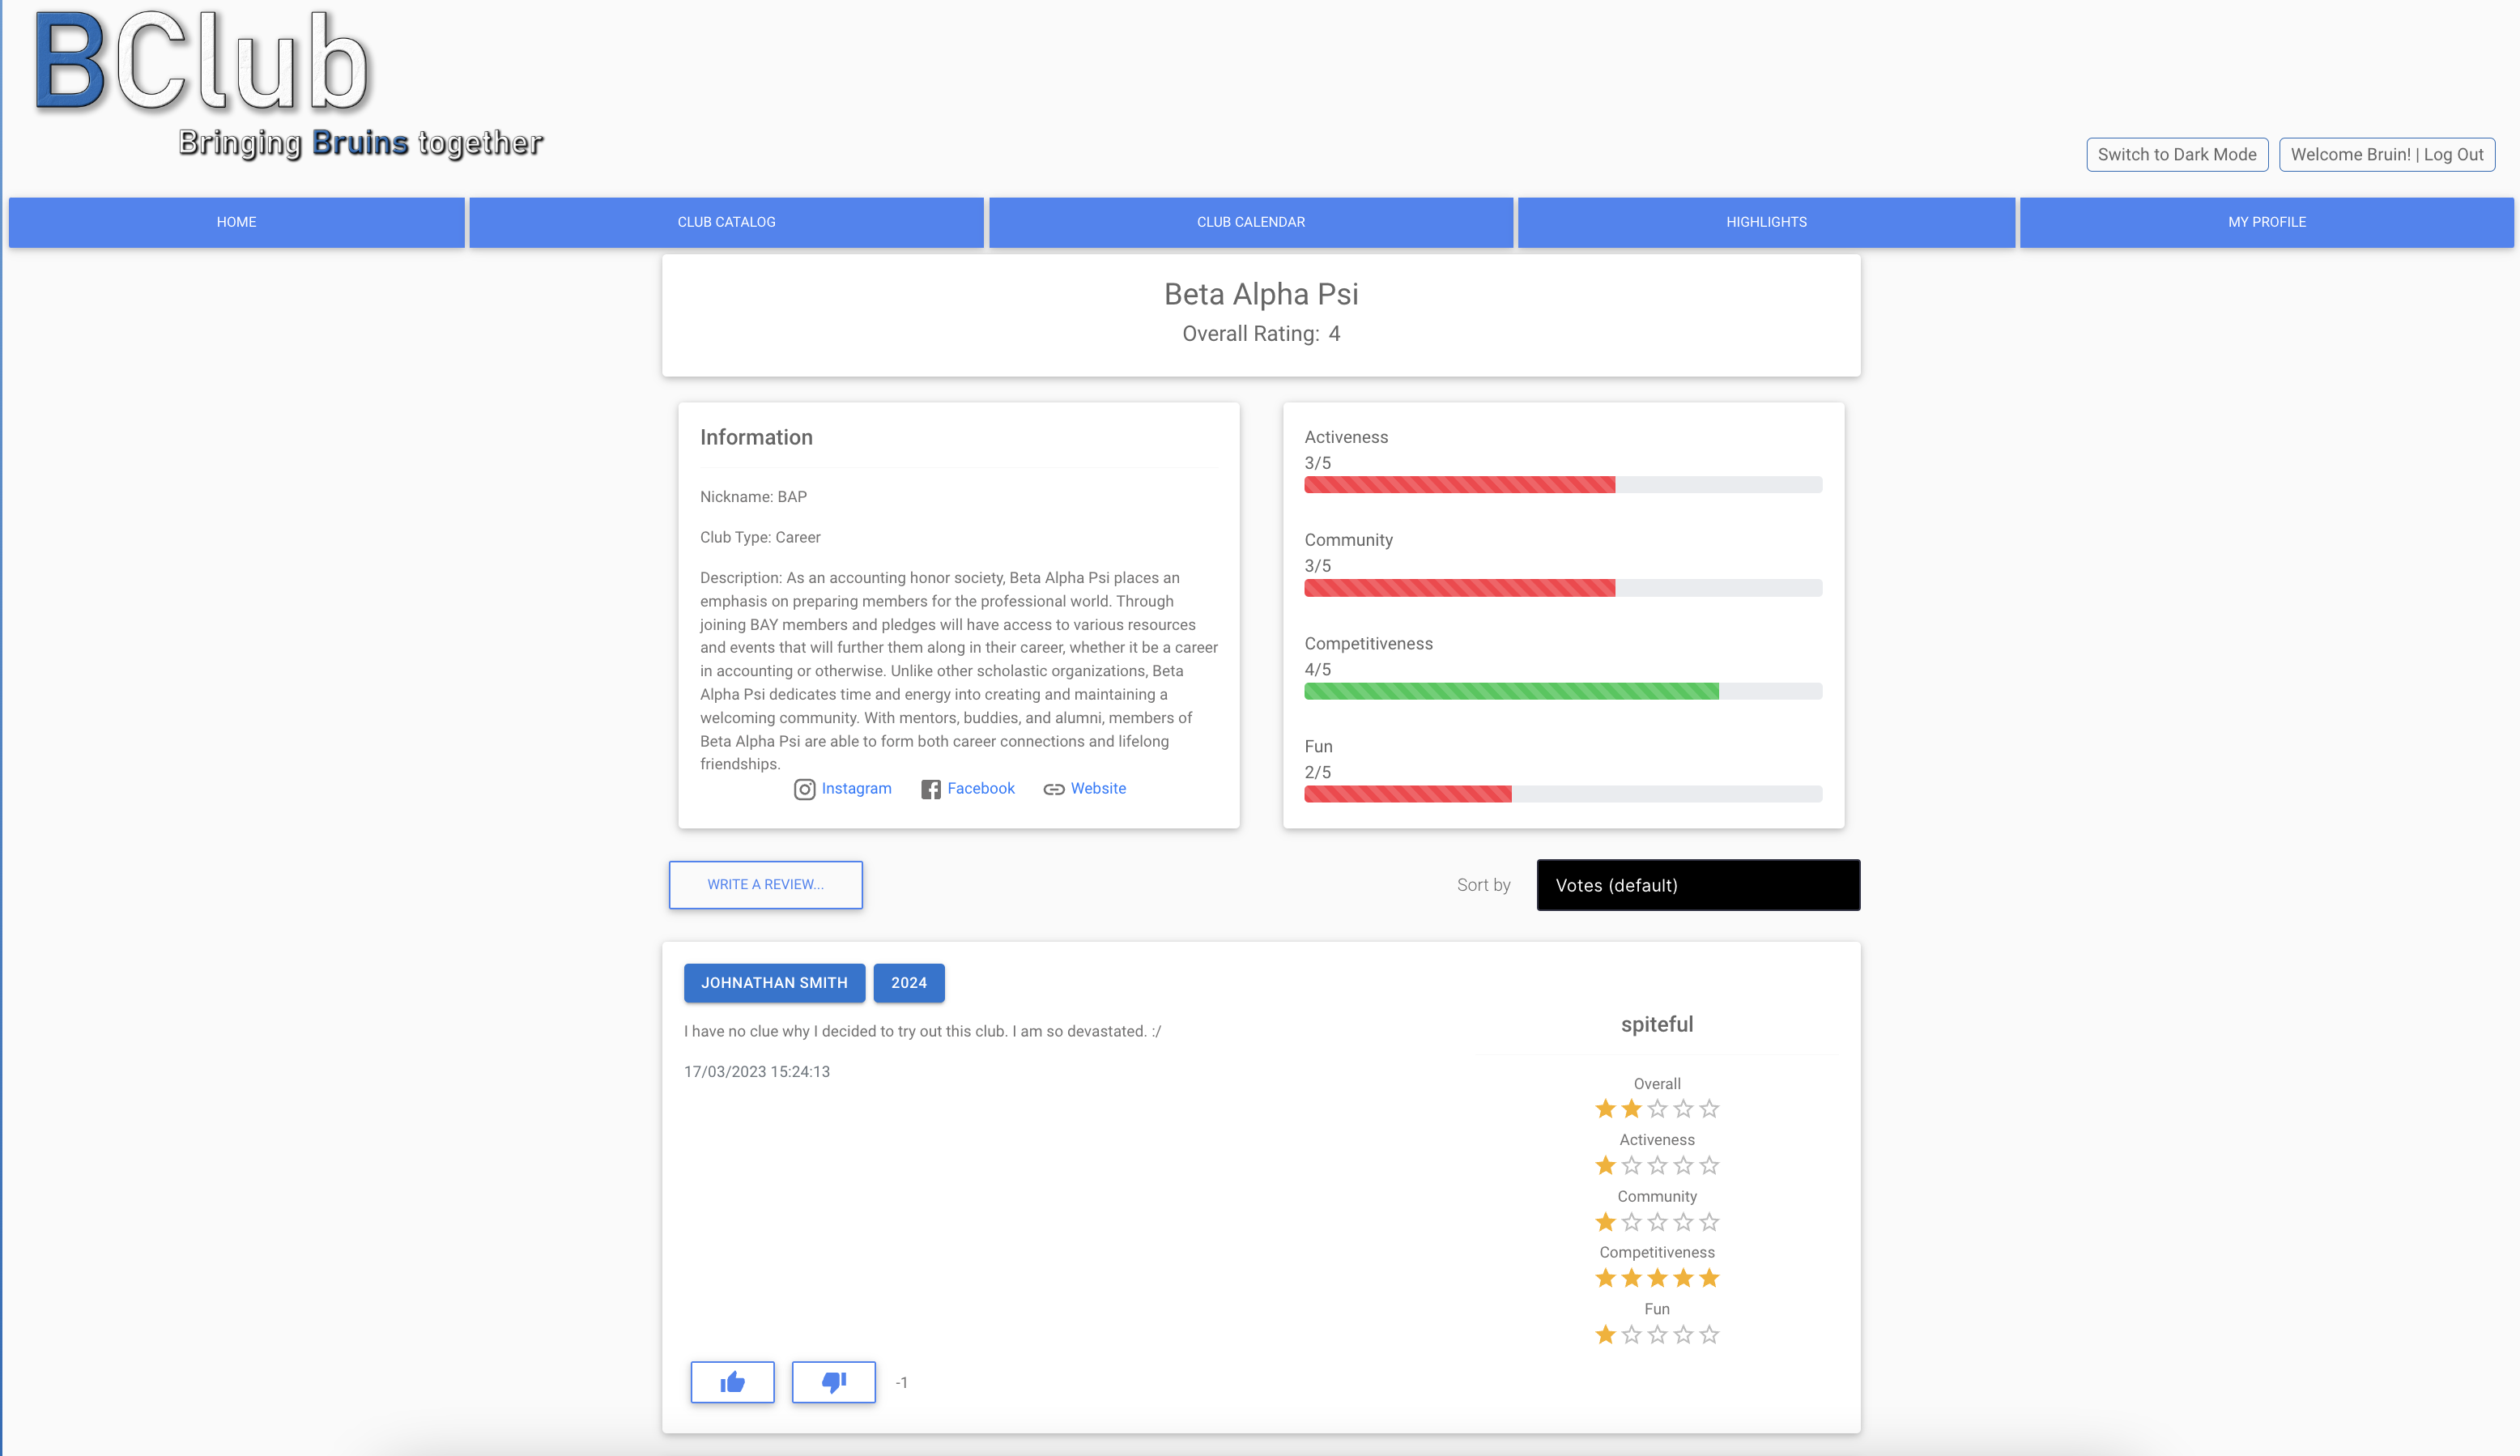 BClub
Bringing Bruins together
Switch to Dark Mode
Welcome Bruin! | Log Out
HOME
CLUB CATALOG
CLUB CALENDAR
HIGHLIGHTS
MY PROFILE
Beta Alpha Psi
Overall Rating: 4
Information
Nickname: BAP
Club Type: Career
Description: As an accounting honor society, Beta Alpha Psi places an
emphasis on preparing members for the professional world. Through
joining BAY members and pledges will have access to various resources
and events that will further them along in their career, whether it be a career
in accounting or otherwise. Unlike other scholastic organizations, Beta
Alpha Psi dedicates time and energy into creating and maintaining a
welcoming community. With mentors, buddies, and alumni, members of
Beta Alpha Psi are able to form both career connections and lifelong
friendships.
Instagram
Facebook
Website
Activeness
3/5
Community
3/5
Competitiveness
4/5
Fun
2/5
WRITE A REVIEW...
Sort by
Votes (default)
JOHNATHAN SMITH
2024
I have no clue why I decided to try out this club. I am so devastated. :/
17/03/2023 15:24:13
spiteful
Overall
Activeness
Community
Competitiveness
Fun
-1